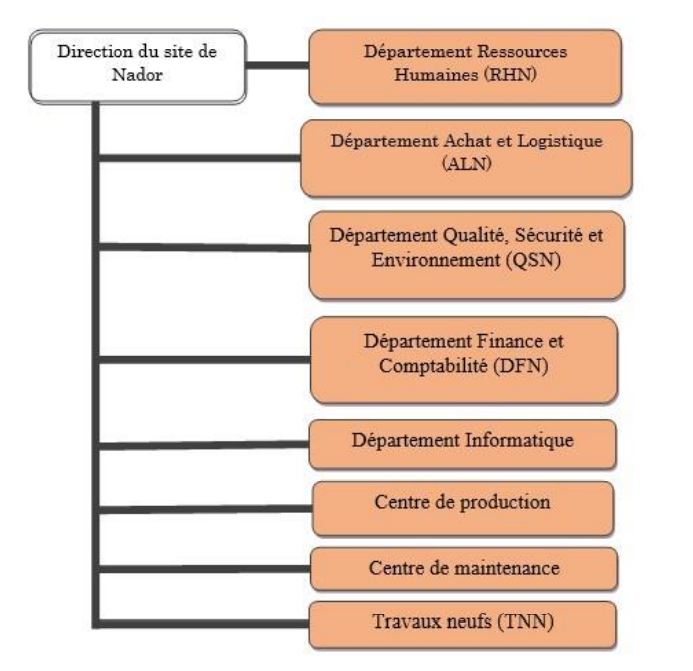 Direction du site de
Nador
Département Ressources
Humaines (RHN)
Département Achat et Logistique
(ALN)
Département Qualité, Sécurité et
Environnement (QSN)
Département Finance et
Comptabilité (DFN)
Département Informatique
Centre de production
Centre de maintenance
Travaux neufs (TNN)